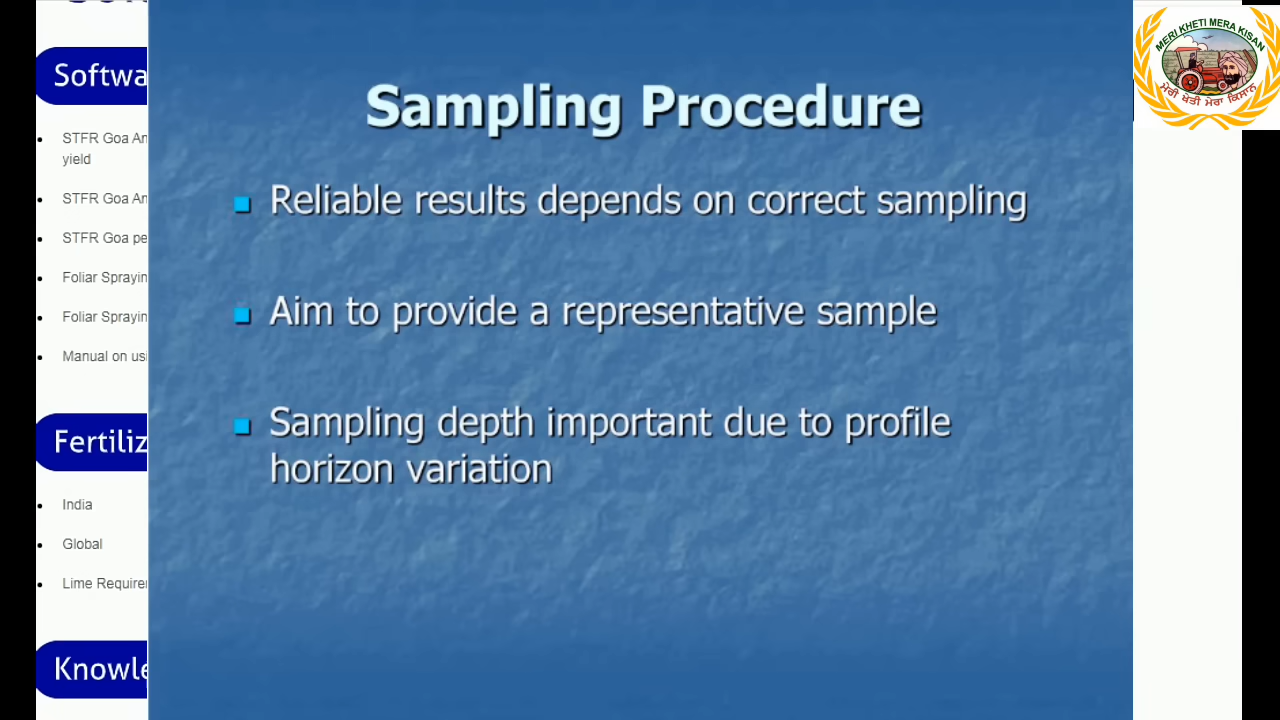 Softwa
STFR Goa An
yield
STFR Goa An
STFR Goa pe
Foliar Sprayin
Foliar Sprayin
Manual on usi
Fertiliz
India
Global
Lime Require
Knowle
Sampling Procedure
Reliable results depends on correct sampling
Aim to provide a representative sample
Sampling depth important due to profile
horizon variation
MERI KHETI MERA KISAN
ਮੇਰੀ ਖੇਤੀ ਮੇਰਾ ਕਿਸਾਨ